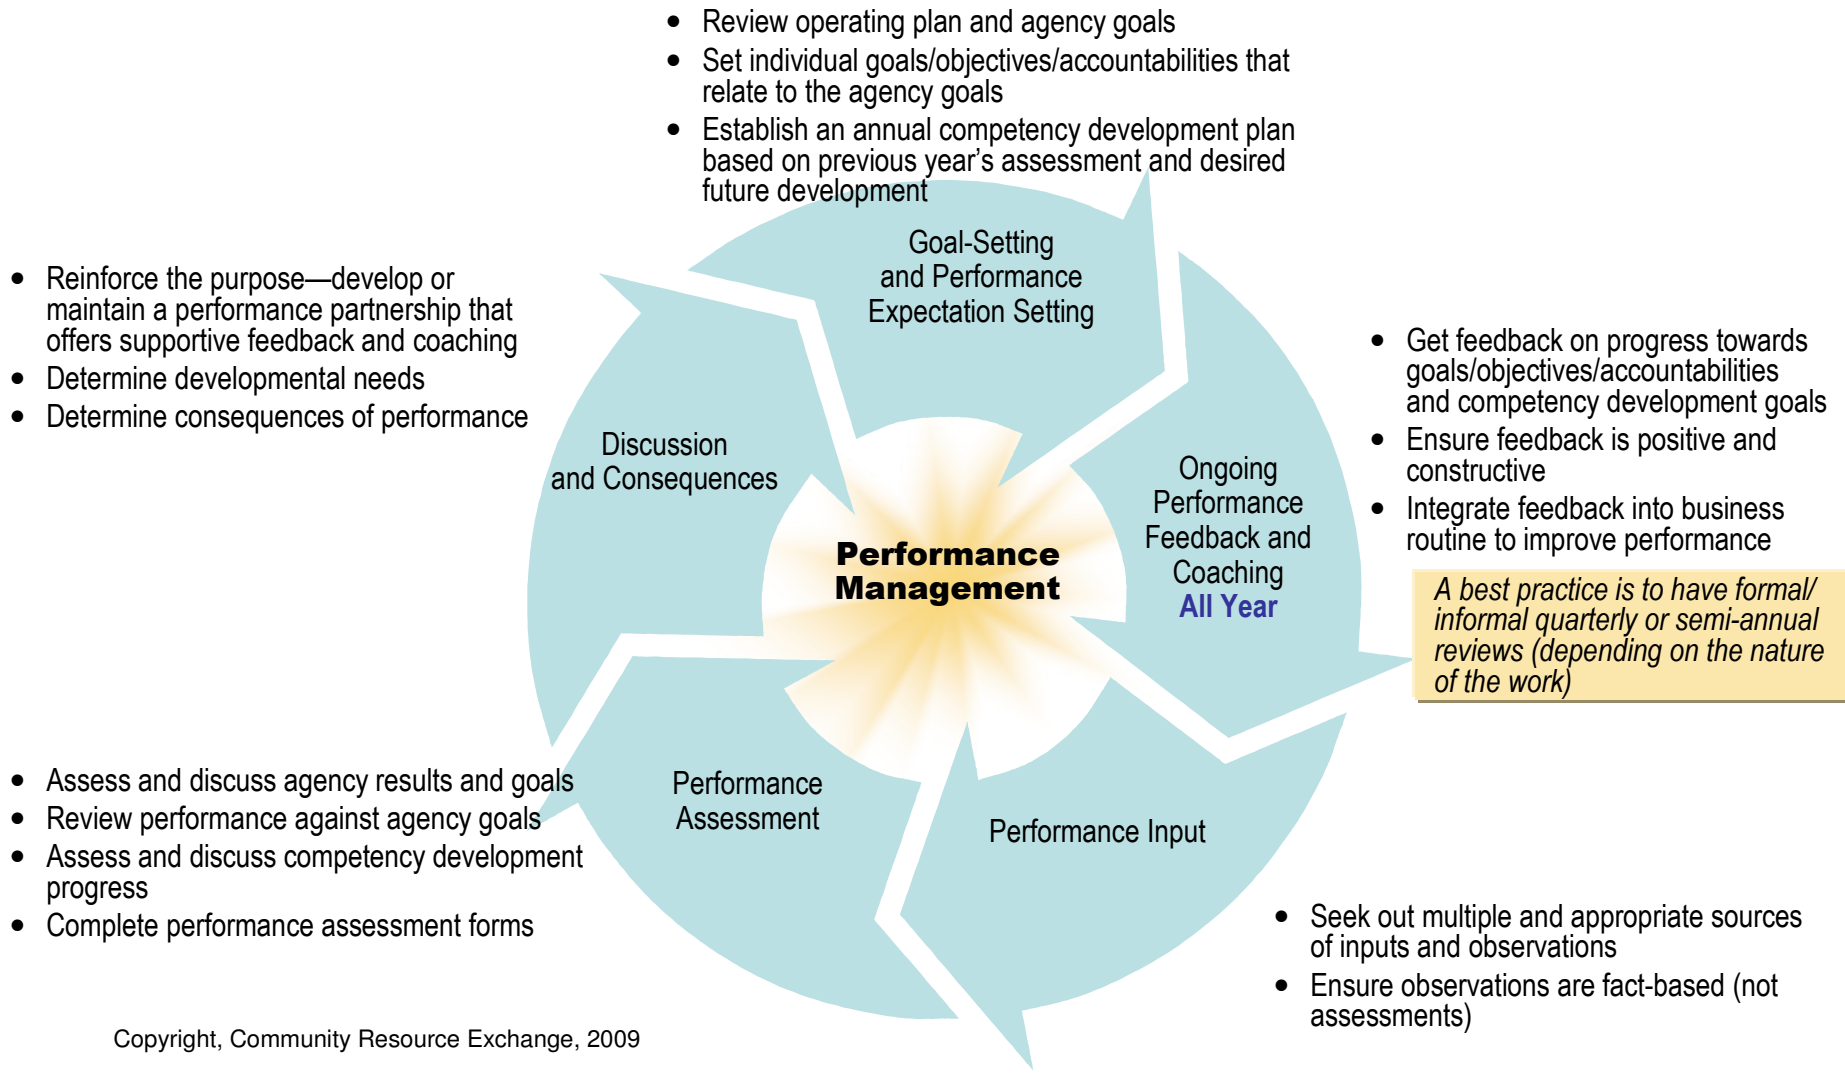 • Review operating plan and agency goals
• Set individual goals/objectives/accountabilities that
relate to the agency goals
• Establish an annual competency development plan
based on previous year’s assessment and desired
future development
Goal-Setting
and Performance
Expectation Setting
• Reinforce the purpose—develop or
maintain a performance partnership that
offers supportive feedback and coaching
• Determine developmental needs
• Determine consequences of performance
Discussion
and Consequences
• Get feedback on progress towards
goals/objectives/accountabilities
and competency development goals
• Ensure feedback is positive and
constructive
• Integrate feedback into business
routine to improve performance
Ongoing
Performance
Feedback and
Coaching
All Year
Performance
Management
A best practice is to have formal/
informal quarterly or semi-annual
reviews (depending on the nature
of the work)
• Assess and discuss agency results and goals
• Review performance against agency goals
• Assess and discuss competency development
progress
• Complete performance assessment forms
Performance
Assessment
Performance Input
• Seek out multiple and appropriate sources
of inputs and observations
• Ensure observations are fact-based (not
assessments)
Copyright, Community Resource Exchange, 2009